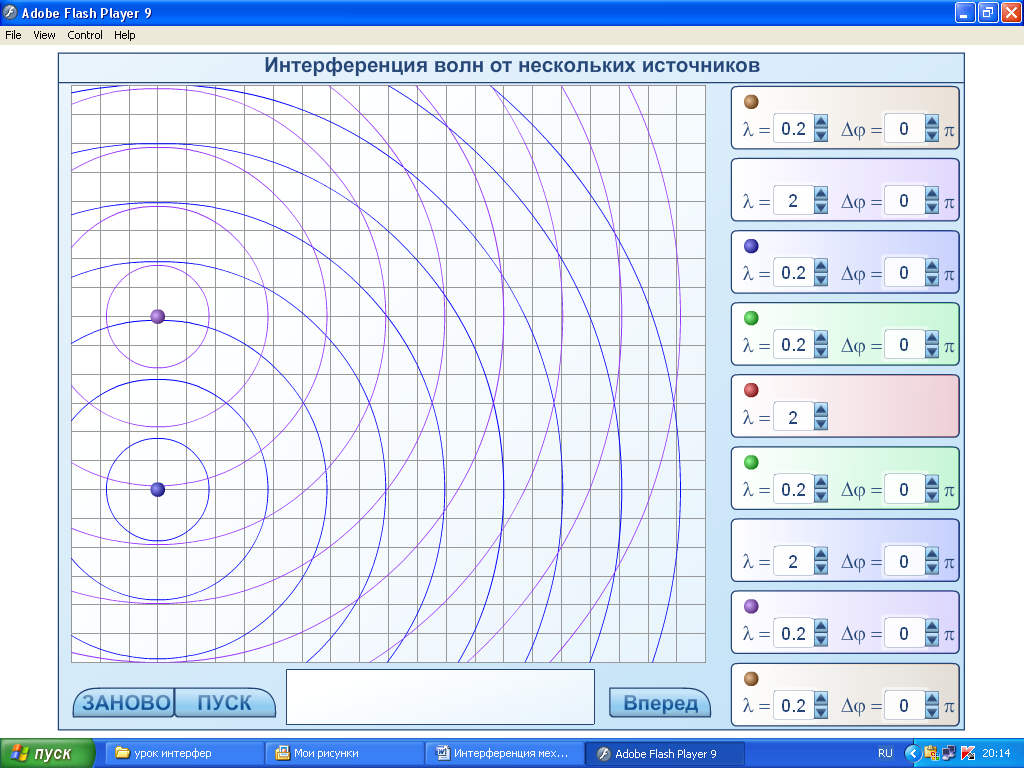 Adobe Flash Player 9
File View Control Help
Интерференция волн от нескольких источников
λ = 0.2 Δφ = 0 π
λ = 2 Δφ = 0 π
λ = 0.2 Δφ = 0 π
λ = 0.2 Δφ = 0 π
λ = 2
λ = 0.2 Δφ = 0 π
λ = 2 Δφ = 0 π
λ = 0.2 Δφ = 0 π
λ = 0.2 Δφ = 0 π
ЗАНОВО ПУСК Вперед
пуск урок интерфер Мои рисунки Интерференция мех... Adobe Flash Player 9 RU 20:14